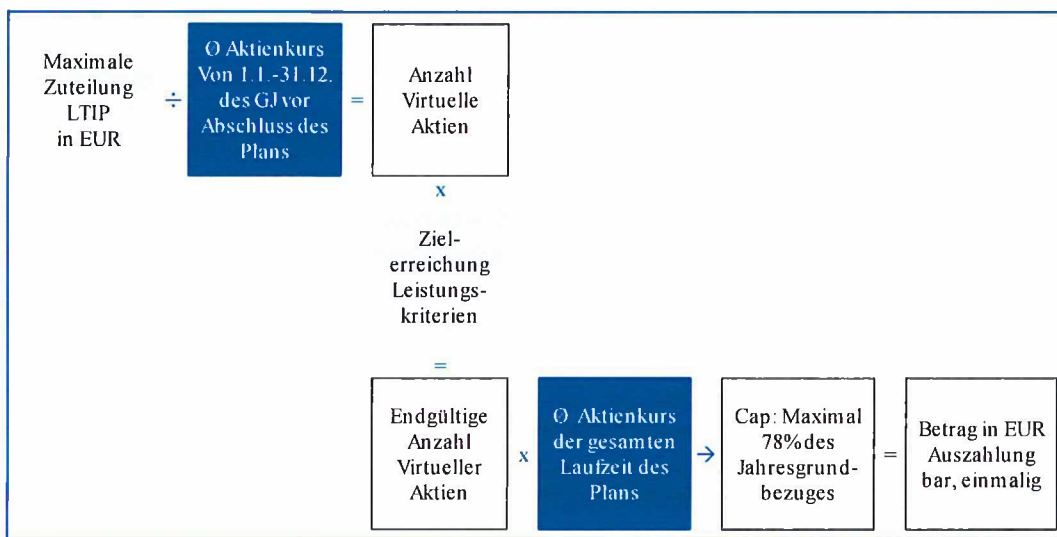 Maximale
Zuteilung
LTIP
in EUR
÷
Ø Aktienkurs
Von 1.1.-31.12.
des GJ vor
Abschluss des
Plans
=
Anzahl
Virtuelle
Aktien
x
Ziel-
erreichung
Leistungs-
kriterien
=
Endgültige
Anzahl
Virtueller
Aktien
x
Ø Aktienkurs
der gesamten
Laufzeit des
Plans
→
Cap: Maximal
78% des
Jahresgrund-
bezuges
=
Betrag in EUR
Auszahlung
bar, einmalig